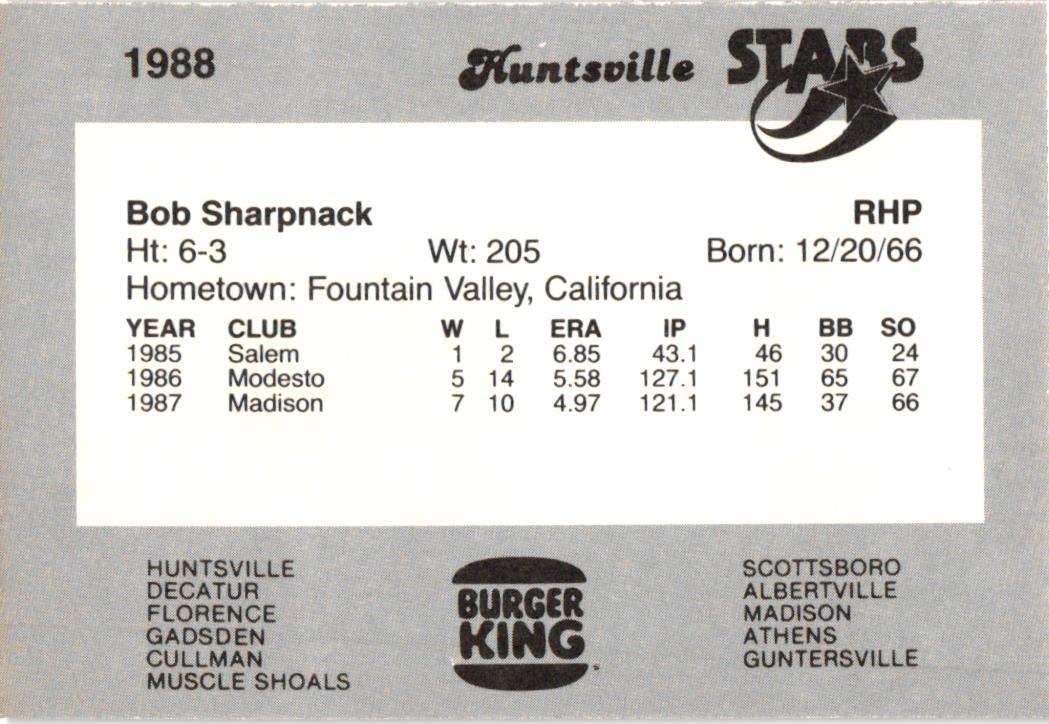 1988 Huntsville STARS
Bob Sharpnack RHP
Ht: 6-3 Wt: 205 Born: 12/20/66
Hometown: Fountain Valley, California
YEAR CLUB W L ERA IP H BB SO
1985 Salem 1 2 6.85 43.1 46 30 24
1986 Modesto 5 14 5.58 127.1 151 65 67
1987 Madison 7 10 4.97 121.1 145 37 66
HUNTSVILLE
DECATUR
FLORENCE
GADSDEN
CULLMAN
MUSCLE SHOALS
BURGER
KING
SCOTTSBORO
ALBERTVILLE
MADISON
ATHENS
GUNTERSVILLE